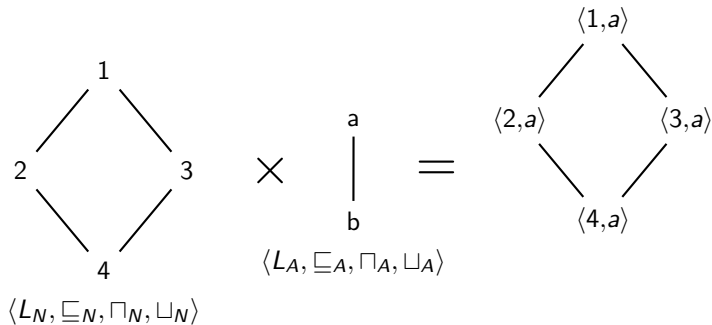 ⟨1,a⟩
1
2 3
4
⟨L_N, ⊑_N, ⊓_N, ⊔_N⟩
×
a
b
⟨L_A, ⊑_A, ⊓_A, ⊔_A⟩
=
⟨2,a⟩ ⟨3,a⟩
⟨4,a⟩